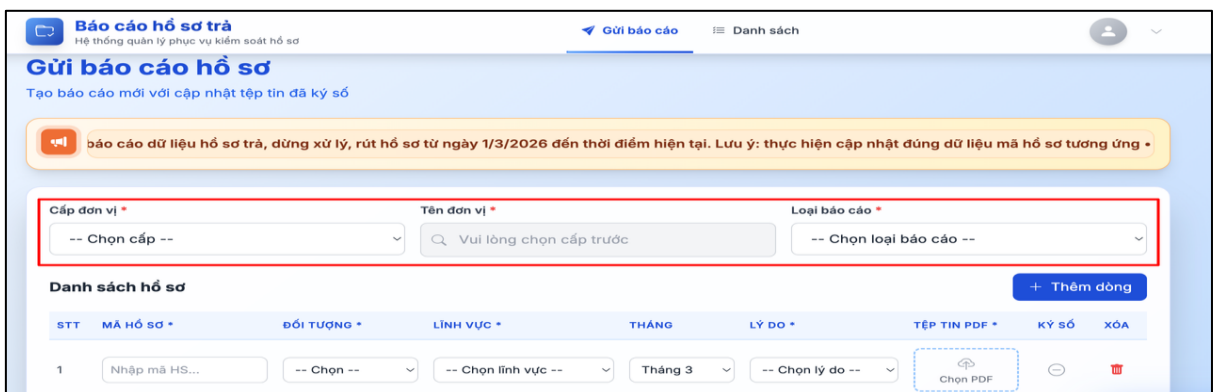 Báo cáo hồ sơ trả
Hệ thống quản lý phục vụ kiểm soát hồ sơ
Gửi báo cáo
Danh sách
Gửi báo cáo hồ sơ
Tạo báo cáo mới với cập nhật tệp tin đã ký số
báo cáo dữ liệu hồ sơ trả, dừng xử lý, rút hồ sơ từ ngày 1/3/2026 đến thời điểm hiện tại. Lưu ý: thực hiện cập nhật đúng dữ liệu mã hồ sơ tương ứng •
Cấp đơn vị * Tên đơn vị * Loại báo cáo *
-- Chọn cấp -- Vui lòng chọn cấp trước -- Chọn loại báo cáo --
Danh sách hồ sơ + Thêm dòng
STT MÃ HỒ SƠ * ĐỐI TƯỢNG * LĨNH VỰC * THÁNG LÝ DO * TỆP TIN PDF * KÝ SỐ XÓA
1 Nhập mã HS... -- Chọn -- -- Chọn lĩnh vực -- Tháng 3 -- Chọn lý do -- Chọn PDF